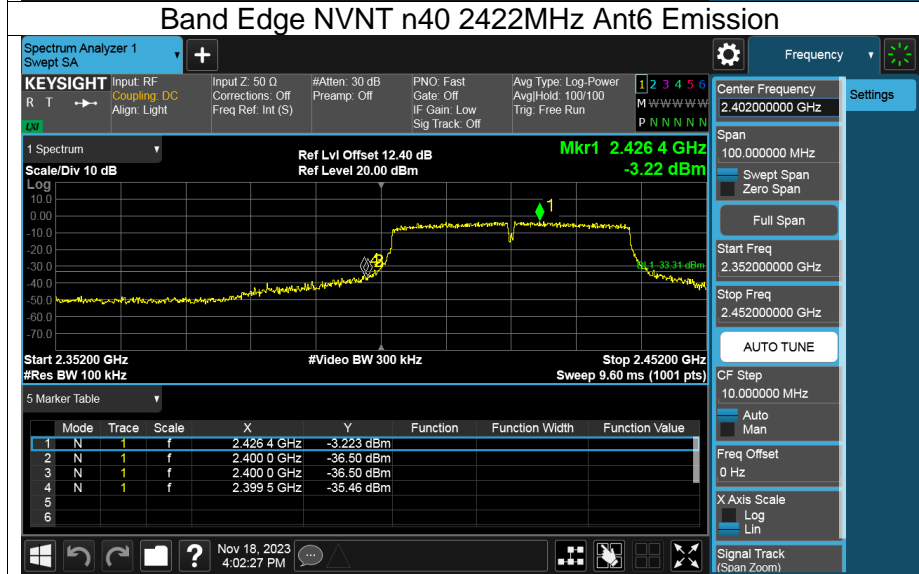 Band Edge NVNT n40 2422MHz Ant6 Emission
Spectrum Analyzer 1
Swept SA
+
Frequency
KEYSIGHT
R T
LXI
Input: RF
Coupling: DC
Align: Light
Input Z: 50 Ω
Corrections: Off
Freq Ref: Int (S)
#Atten: 30 dB
Preamp: Off
PNO: Fast
Gate: Off
IF Gain: Low
Sig Track: Off
Avg Type: Log-Power
Avg|Hold: 100/100
Trig: Free Run
1 2 3 4 5 6
M W W W W W
P N N N N N
Center Frequency
2.402000000 GHz
Settings
Span
100.000000 MHz
Swept Span
Zero Span
Full Span
Start Freq
2.352000000 GHz
Stop Freq
2.452000000 GHz
AUTO TUNE
CF Step
10.000000 MHz
Auto
Man
Freq Offset
0 Hz
X Axis Scale
Log
Lin
Signal Track
(Span Zoom)
1 Spectrum
Scale/Div 10 dB
Ref Lvl Offset 12.40 dB
Ref Level 20.00 dBm
Mkr1 2.426 4 GHz
-3.22 dBm
Log
10.0
0.00
-10.0
-20.0
-30.0
-40.0
-50.0
-60.0
-70.0
1
DL1 -33.31 dBm
Start 2.35200 GHz
#Res BW 100 kHz
#Video BW 300 kHz
Stop 2.45200 GHz
Sweep 9.60 ms (1001 pts)
5 Marker Table
Mode Trace Scale X Y Function Function Width Function Value
1 N 1 f 2.426 4 GHz -3.223 dBm
2 N 1 f 2.400 0 GHz -36.50 dBm
3 N 1 f 2.400 0 GHz -36.50 dBm
4 N 1 f 2.399 5 GHz -35.46 dBm
5
6
?
Nov 18, 2023
4:02:27 PM